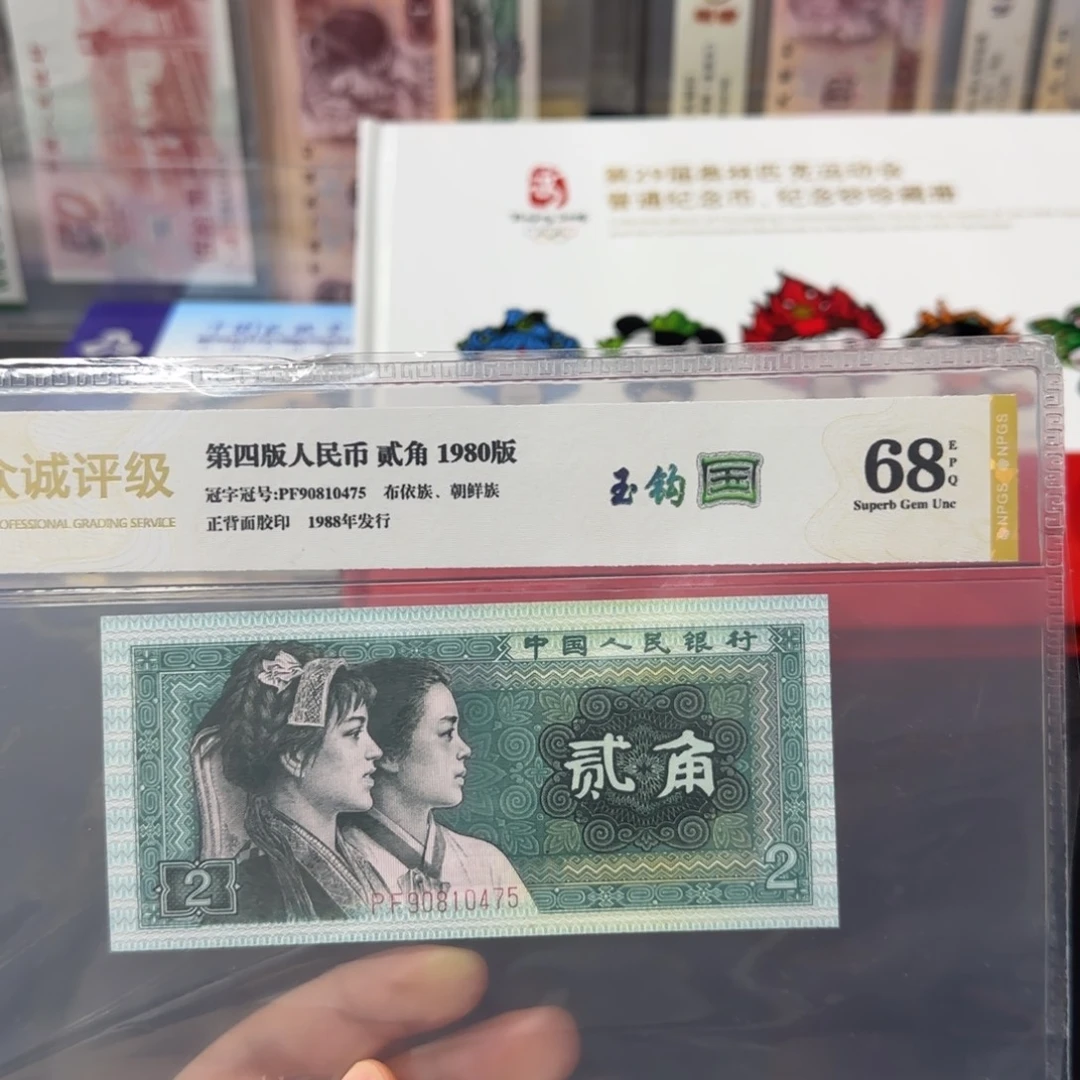 第29届奥林匹克运动会
普通纪念币、纪念钞珍藏册
诚评级
OFESSIONAL GRADING SERVICE
第四版人民币 贰角 1980版
冠字冠号:PF90810475 布依族、朝鲜族
正背面胶印 1988年发行
玉钩国
68 EPQ
Superb Gem Unc
NPGS NPGS
中国人民银行
贰角
2
2
PF90810475